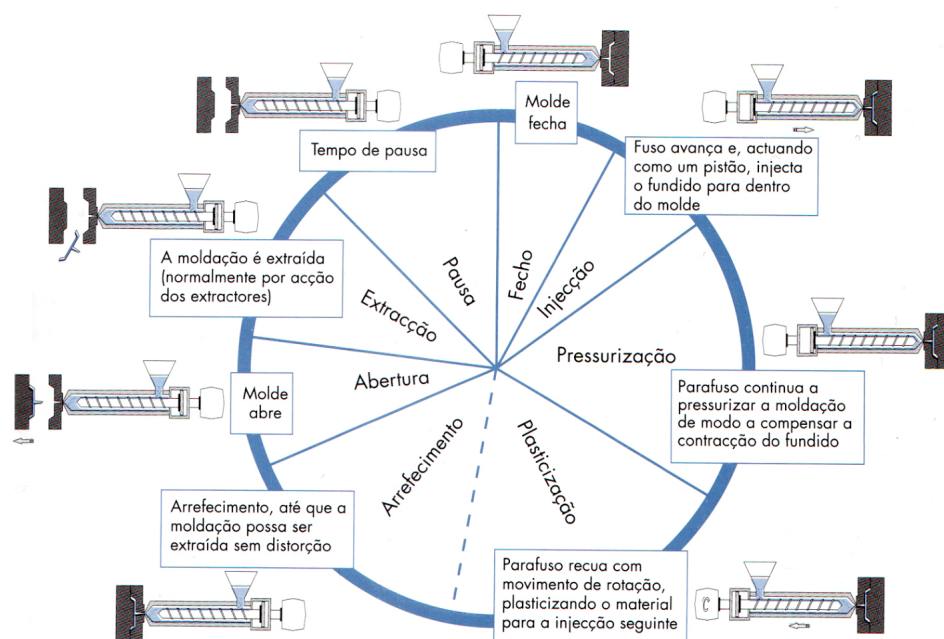 Molde
fecha
Fuso avança e, actuando
como um pistão, injecta
o fundido para dentro
do molde
Parafuso continua a
pressurizar a moldação
de modo a compensar a
contracção do fundido
Parafuso recua com
movimento de rotação,
plasticizando o material
para a injecção seguinte
Arrefecimento, até que a
moldação possa ser
extraída sem distorção
Molde
abre
A moldação é extraída
(normalmente por acção
dos extractores)
Tempo de pausa
Fecho
Injecção
Pressurização
Plasticização
Arrefecimento
Abertura
Extracção
Pausa